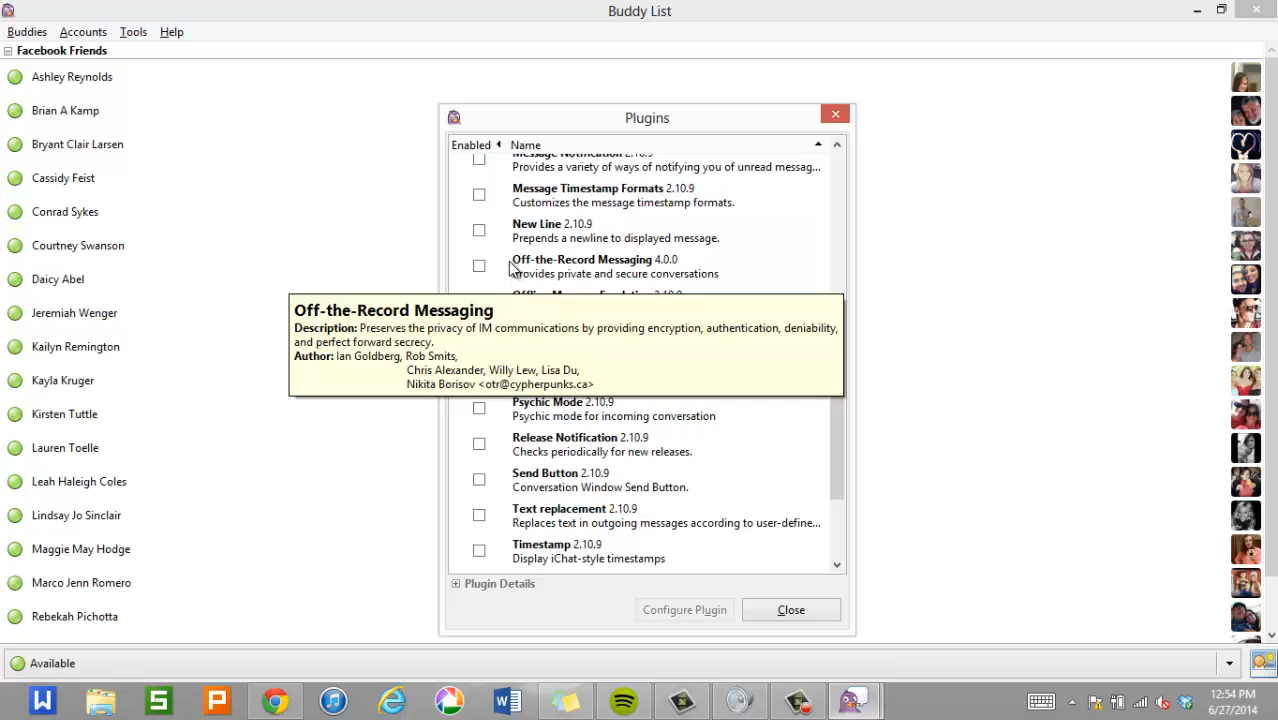 Buddy List
Buddies Accounts Tools Help
Facebook Friends
Ashley Reynolds
Brian A Kamp
Bryant Clair Larsen
Cassidy Feist
Conrad Sykes
Courtney Swanson
Daicy Abel
Jeremiah Wenger
Kailyn Remington
Kayla Kruger
Kirsten Tuttle
Lauren Toelle
Leah Haleigh Coles
Lindsay Jo Sinclair
Maggie May Hodge
Marco Jenn Romero
Rebekah Pichotta
Available
Plugins
Enabled Name
Message Notification 2.10.9
Provides a variety of ways of notifying you of unread messag...
Message Timestamp Formats 2.10.9
Customizes the message timestamp formats.
New Line 2.10.9
Prepends a newline to displayed message.
Off-the-Record Messaging 4.0.0
Provides private and secure conversations
Off-the-Record Messaging
Description: Preserves the privacy of IM communications by providing encryption, authentication, deniability,
and perfect forward secrecy.
Author: Ian Goldberg, Rob Smits,
Chris Alexander, Willy Lew, Lisa Du,
Nikita Borisov <otr@cypherpunks.ca>
Psychic Mode 2.10.9
Psychic mode for incoming conversation
Release Notification 2.10.9
Checks periodically for new releases.
Send Button 2.10.9
Conversation Window Send Button.
Text replacement 2.10.9
Replaces text in outgoing messages according to user-define...
Timestamp 2.10.9
Display iChat-style timestamps
Plugin Details
Configure Plugin Close
W S P
12:54 PM
6/27/2014